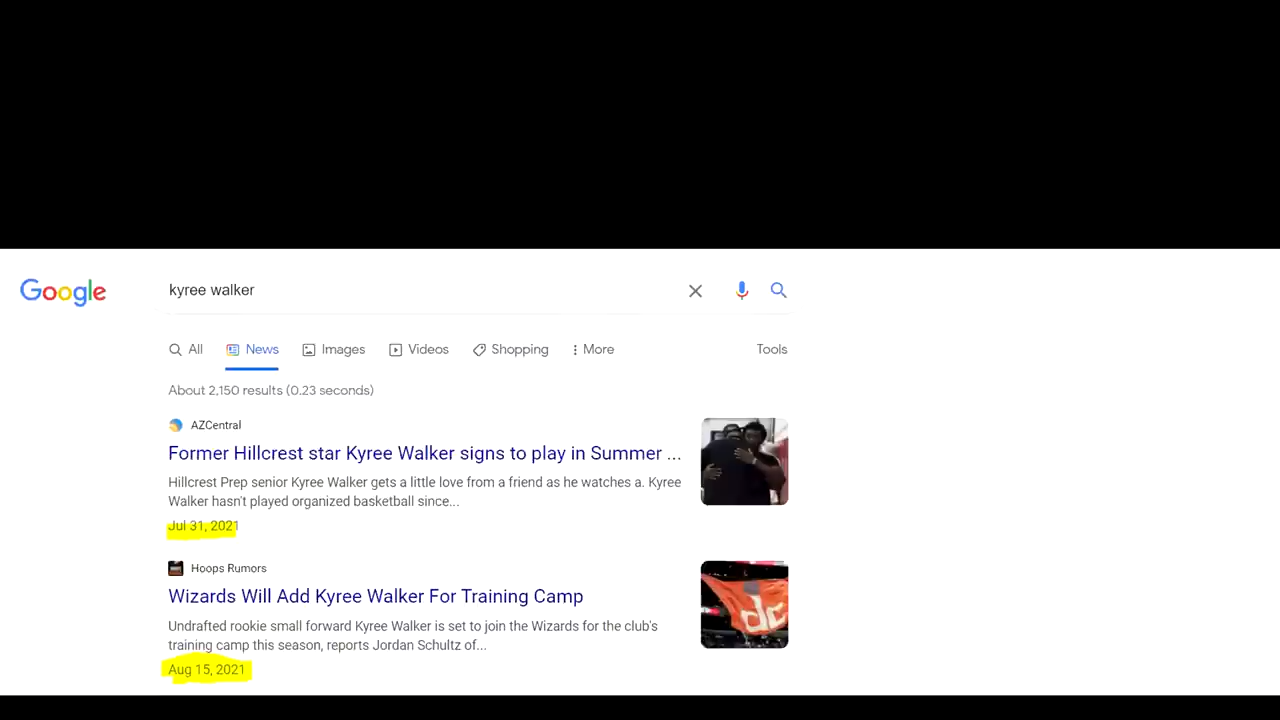 Google
kyree walker
All News Images Videos Shopping More Tools
About 2,150 results (0.23 seconds)
AZCentral
Former Hillcrest star Kyree Walker signs to play in Summer ...
Hillcrest Prep senior Kyree Walker gets a little love from a friend as he watches a. Kyree
Walker hasn't played organized basketball since...
Jul 31, 2021
Hoops Rumors
Wizards Will Add Kyree Walker For Training Camp
Undrafted rookie small forward Kyree Walker is set to join the Wizards for the club's
training camp this season, reports Jordan Schultz of...
dc
Aug 15, 2021